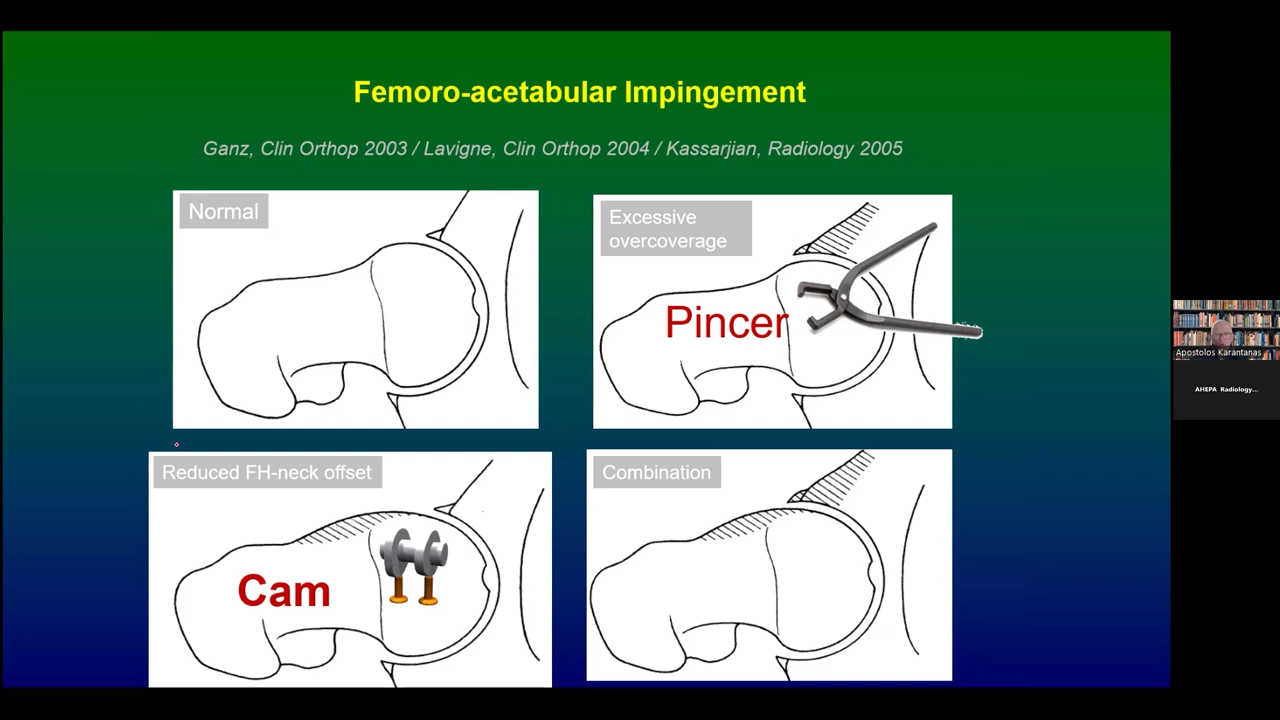 Femoro-acetabular Impingement
Ganz, Clin Orthop 2003 / Lavigne, Clin Orthop 2004 / Kassarjian, Radiology 2005
Normal
Excessive
overcoverage
Pincer
Reduced FH-neck offset
Cam
Combination
Apostolos Karantanas
AHEPA Radiology...